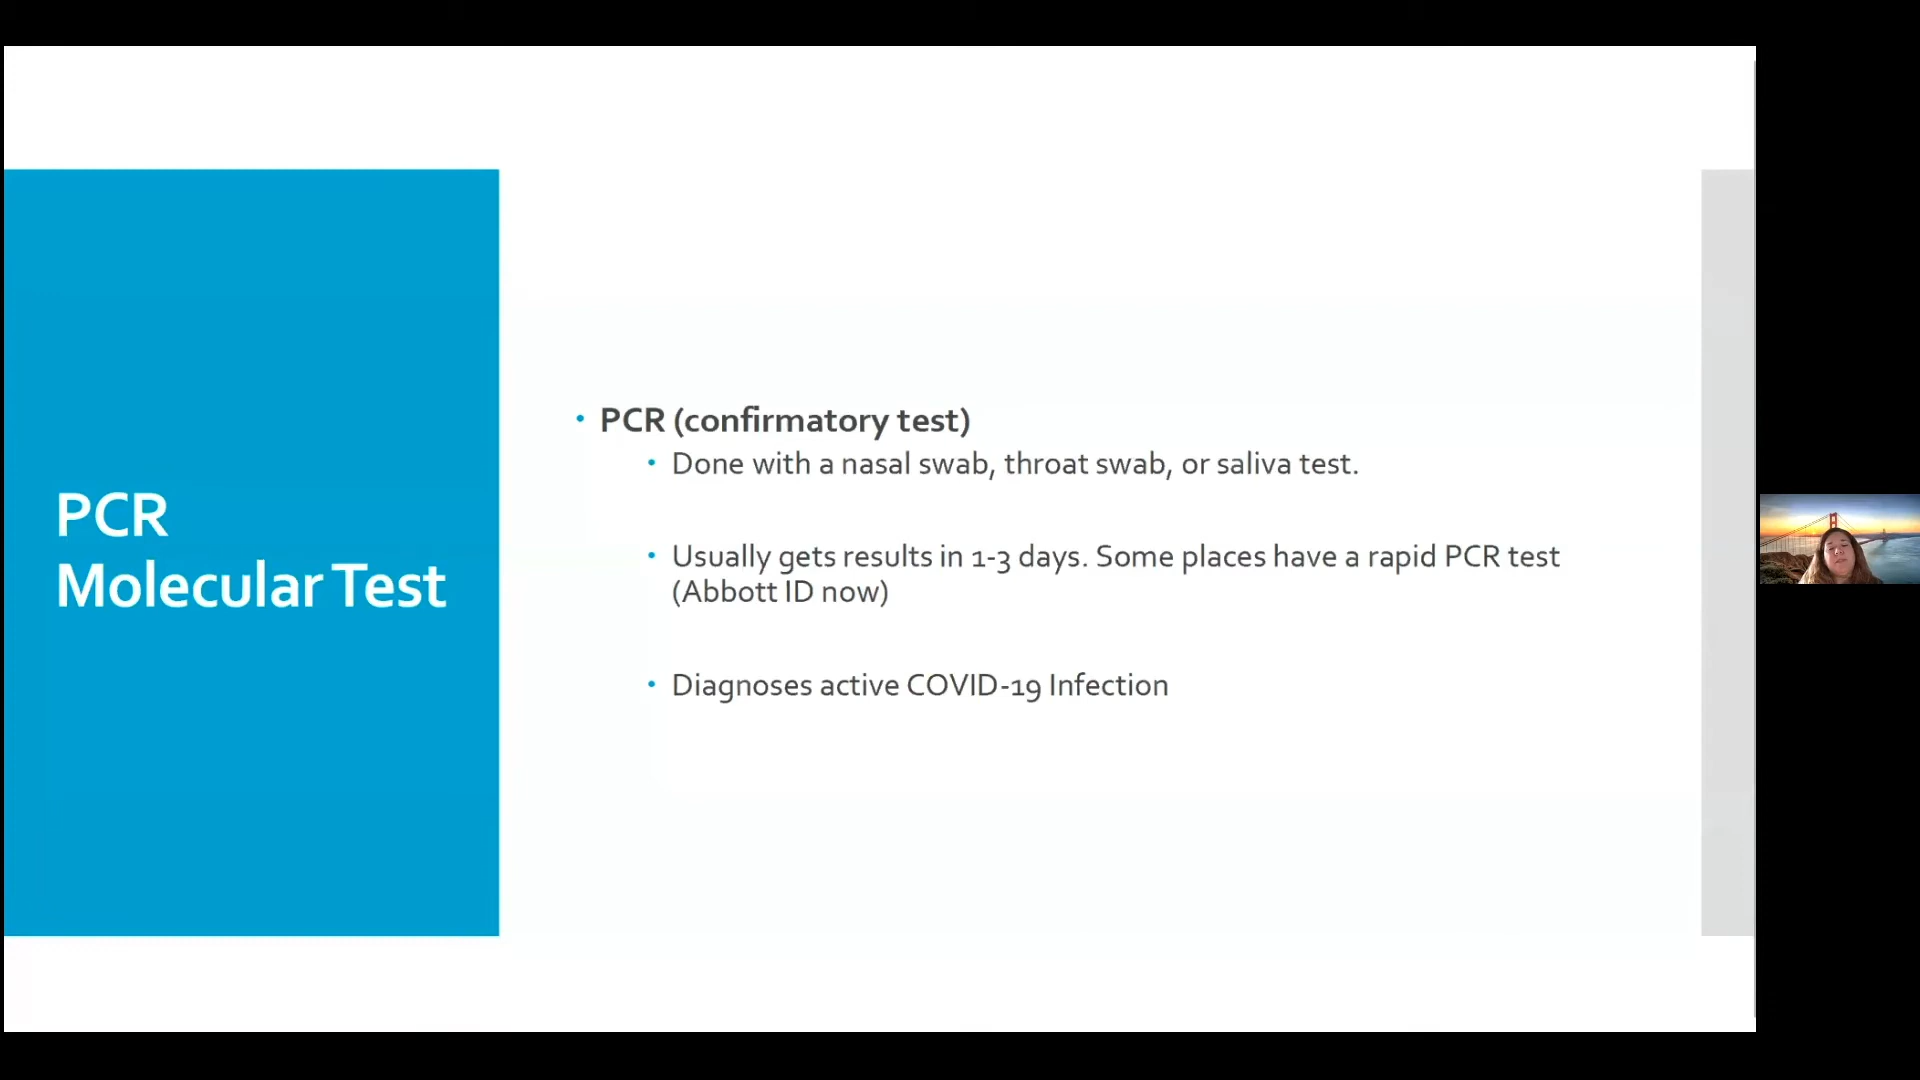 PCR
Molecular Test
• PCR (confirmatory test)
• Done with a nasal swab, throat swab, or saliva test.
• Usually gets results in 1-3 days. Some places have a rapid PCR test
(Abbott ID now)
• Diagnoses active COVID-19 Infection